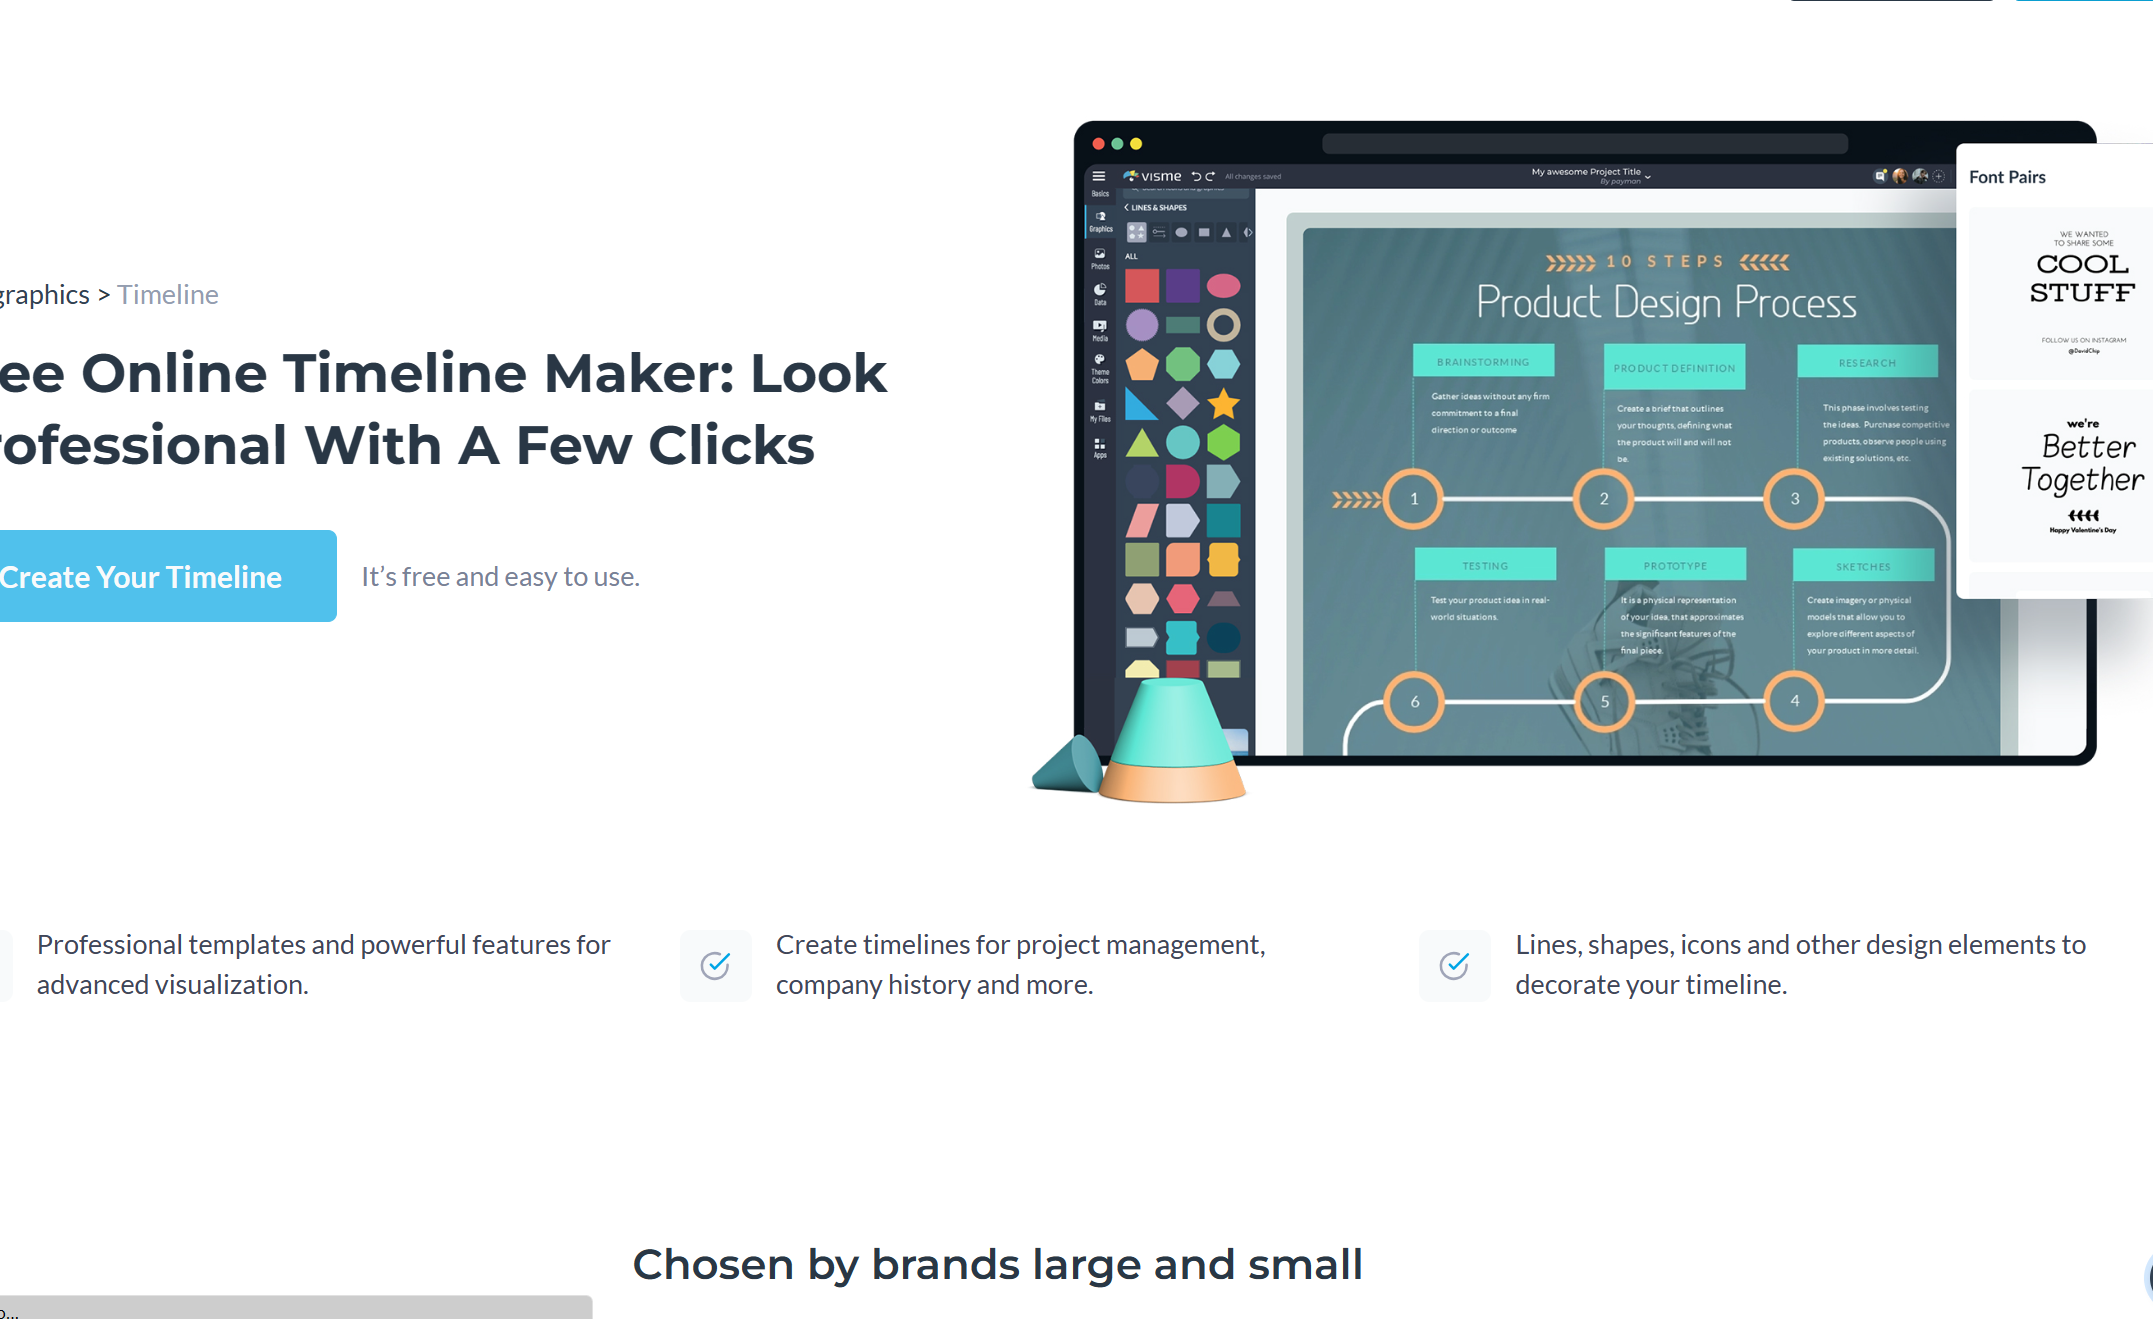 graphics > Timeline
ee Online Timeline Maker: Look
rofessional With A Few Clicks
Create Your Timeline
It's free and easy to use.
visme
All changes saved
My awesome Project Title
By payman
Basics
Graphics
Photos
Data
Media
Theme
Colors
My Files
Apps
LINES & SHAPES
ALL
10 STEPS
Product Design Process
BRAINSTORMING
Gather ideas without any firm
commitment to a final
direction or outcome
PRODUCT DEFINITION
Create a brief that outlines
your thoughts, defining what
the product will and will not
be.
RESEARCH
This phase involves testing
the ideas. Purchase competitive
products, observe people using
existing solutions, etc.
1
2
3
TESTING
Test your product idea in real-
world situations.
PROTOTYPE
It is a physical representation
of your idea, that approximates
the significant features of the
final piece.
SKETCHES
Create imagery or physical
models that allow you to
explore different aspects of
your product in more detail.
6
5
4
Font Pairs
WE WANTED
TO SHARE SOME
COOL
STUFF
FOLLOW US ON INSTAGRAM
@DavidChip
we're
Better
Together
Happy Valentine's Day
Professional templates and powerful features for
advanced visualization.
Create timelines for project management,
company history and more.
Lines, shapes, icons and other design elements to
decorate your timeline.
Chosen by brands large and small
o...